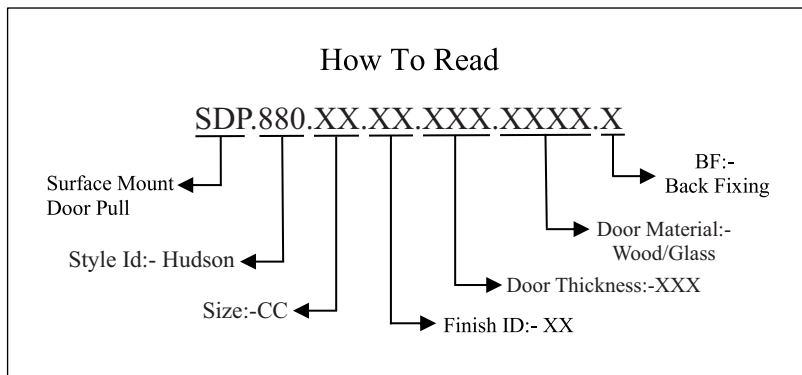 How To Read
SDP.880.XX.XX.XXX.XXXX.X
BF:-
Back Fixing
Surface Mount
Door Pull
Door Material:-
Wood/Glass
Style Id:- Hudson
Door Thickness:-XXX
Size:-CC
Finish ID:- XX